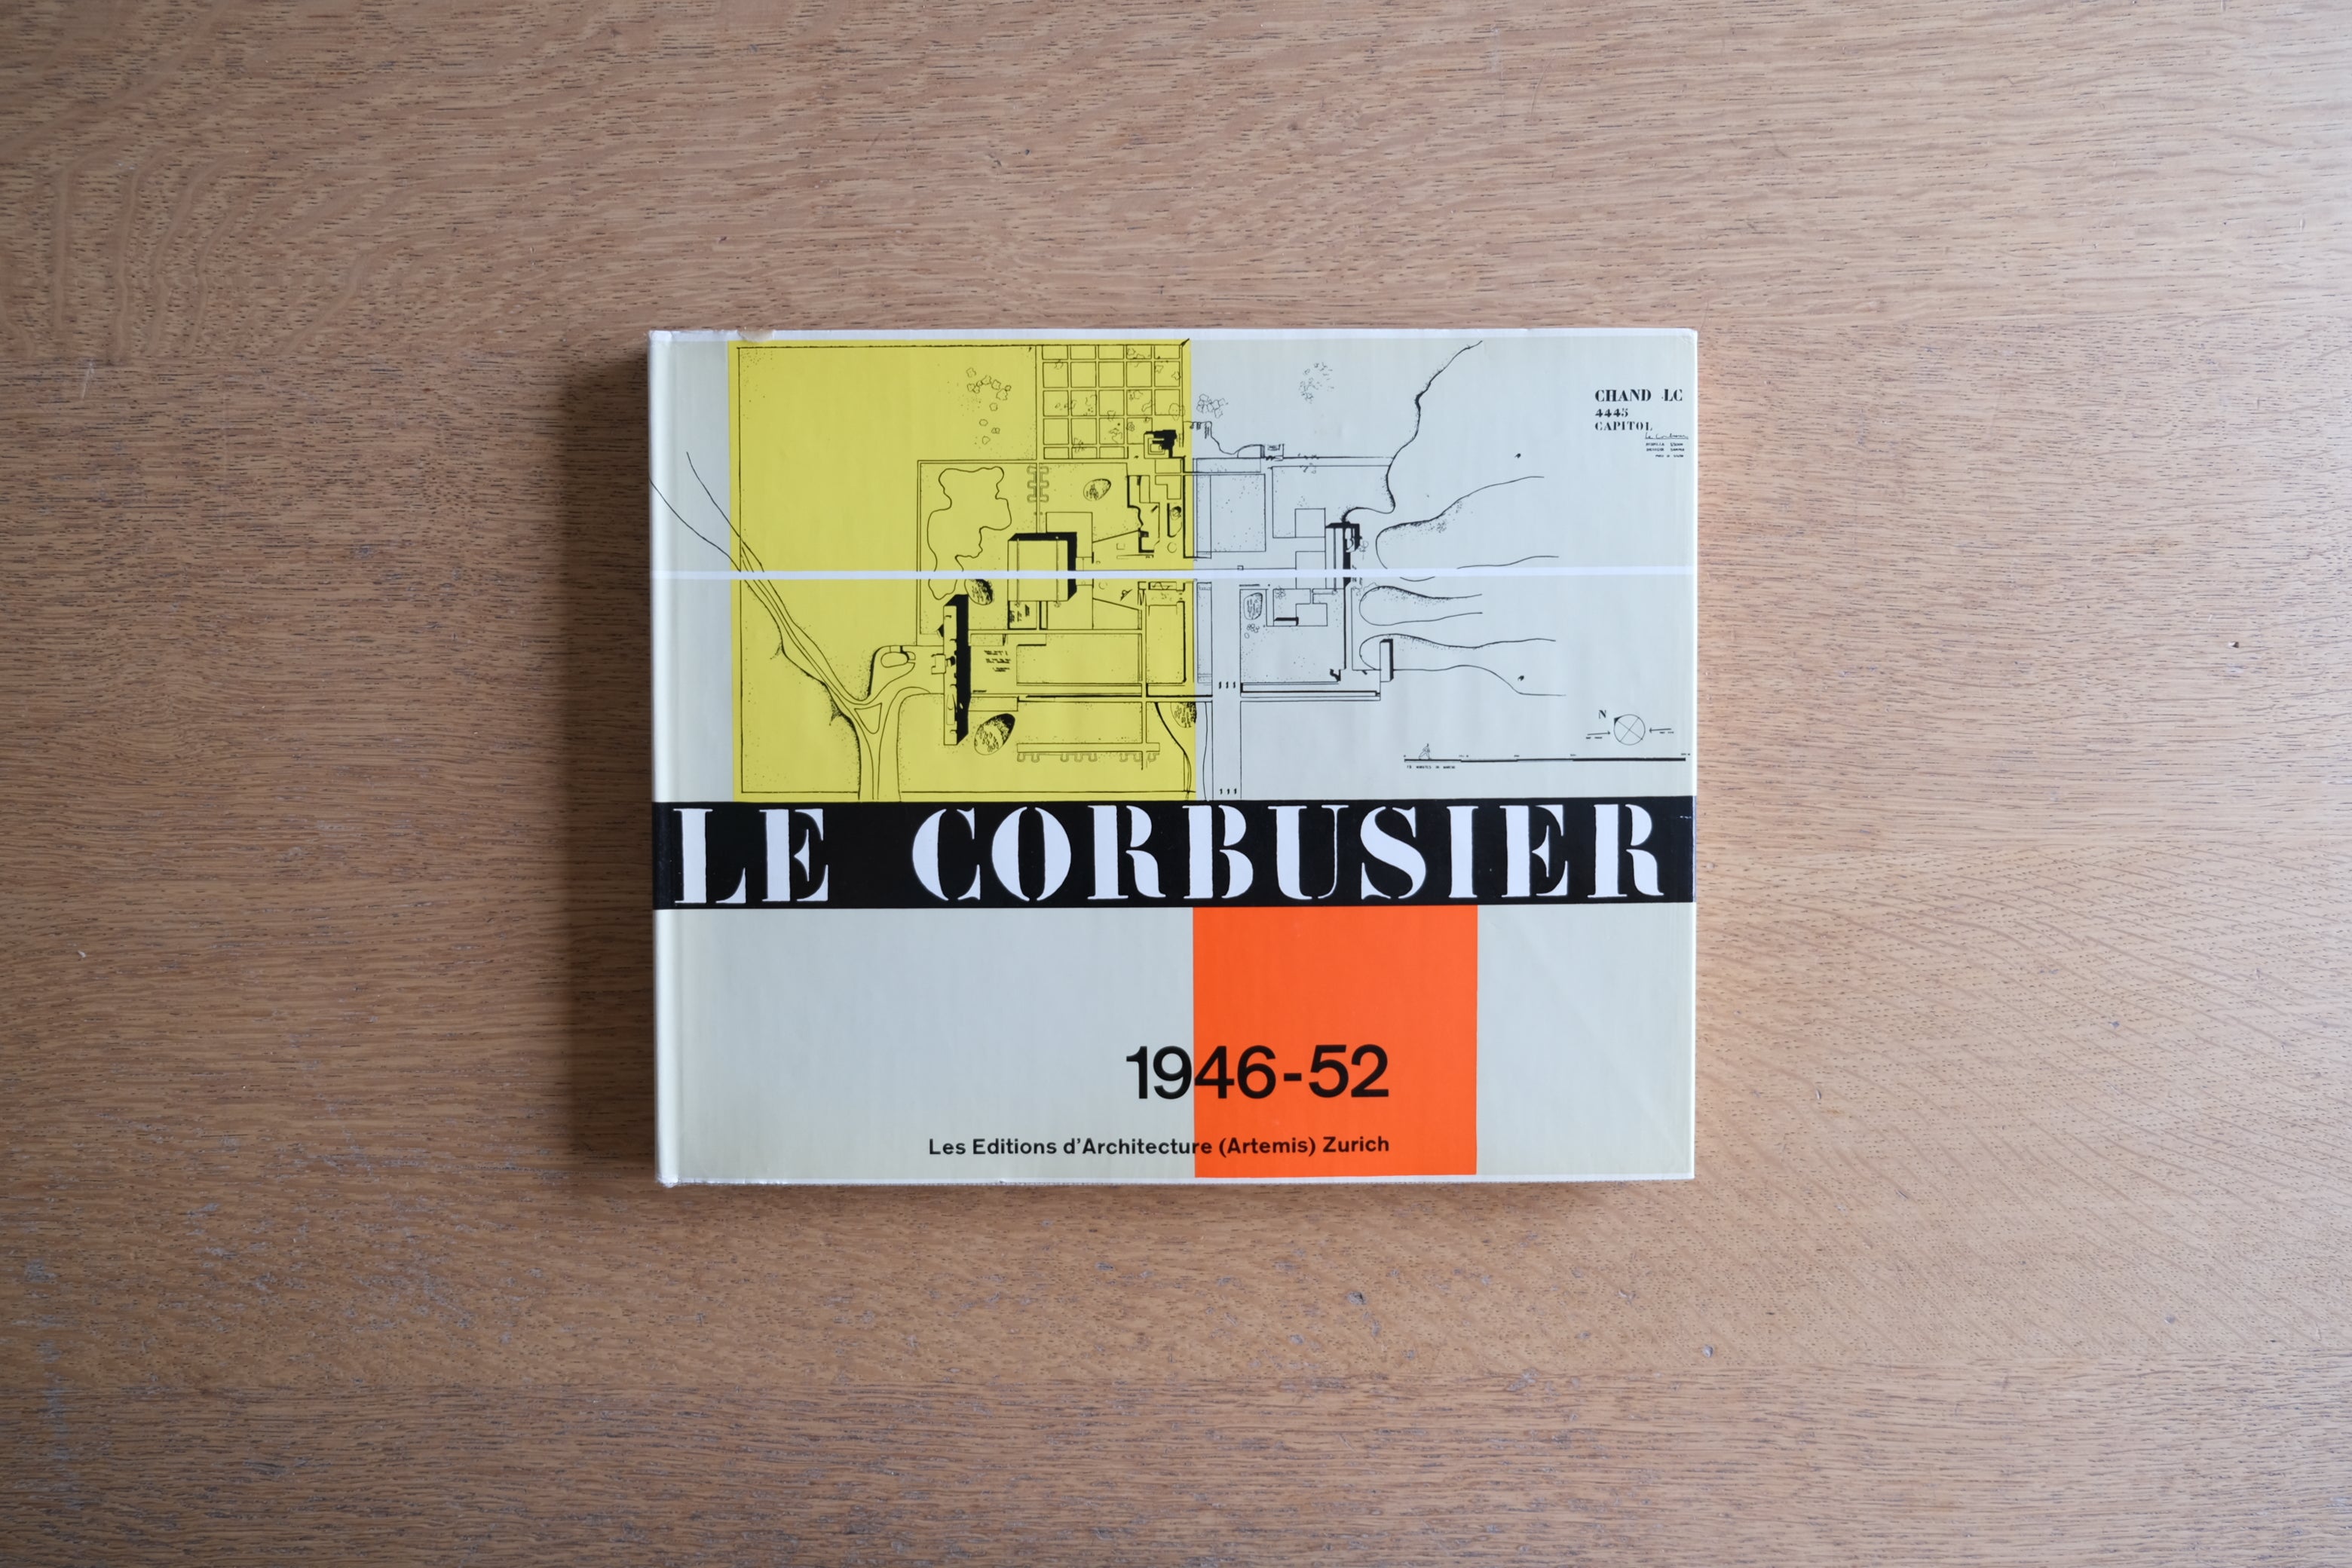 CHAND LC
4445
CAPITOL
N
LE CORBUSIER
1946-52
Les Editions d'Architecture (Artemis) Zurich